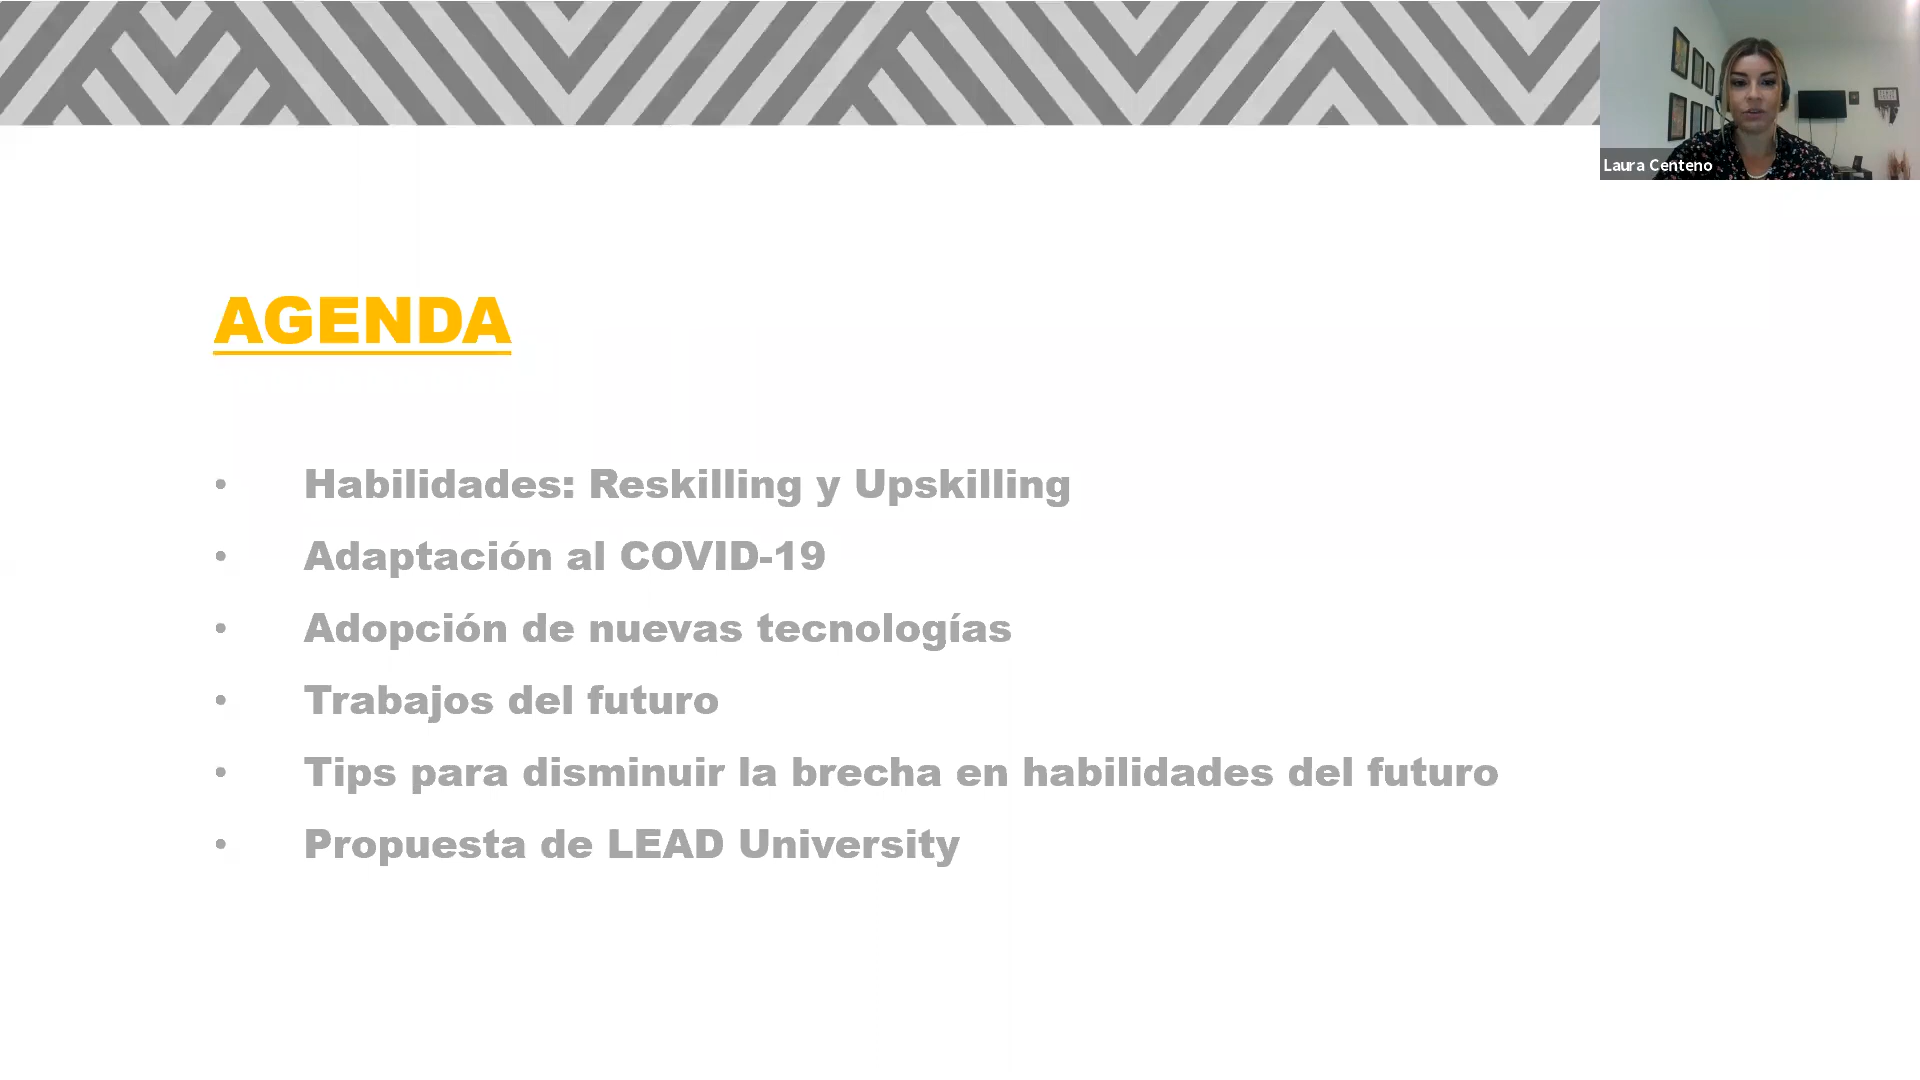 Laura Centeno
AGENDA
• Habilidades: Reskilling y Upskilling
• Adaptación al COVID-19
• Adopción de nuevas tecnologías
• Trabajos del futuro
• Tips para disminuir la brecha en habilidades del futuro
• Propuesta de LEAD University